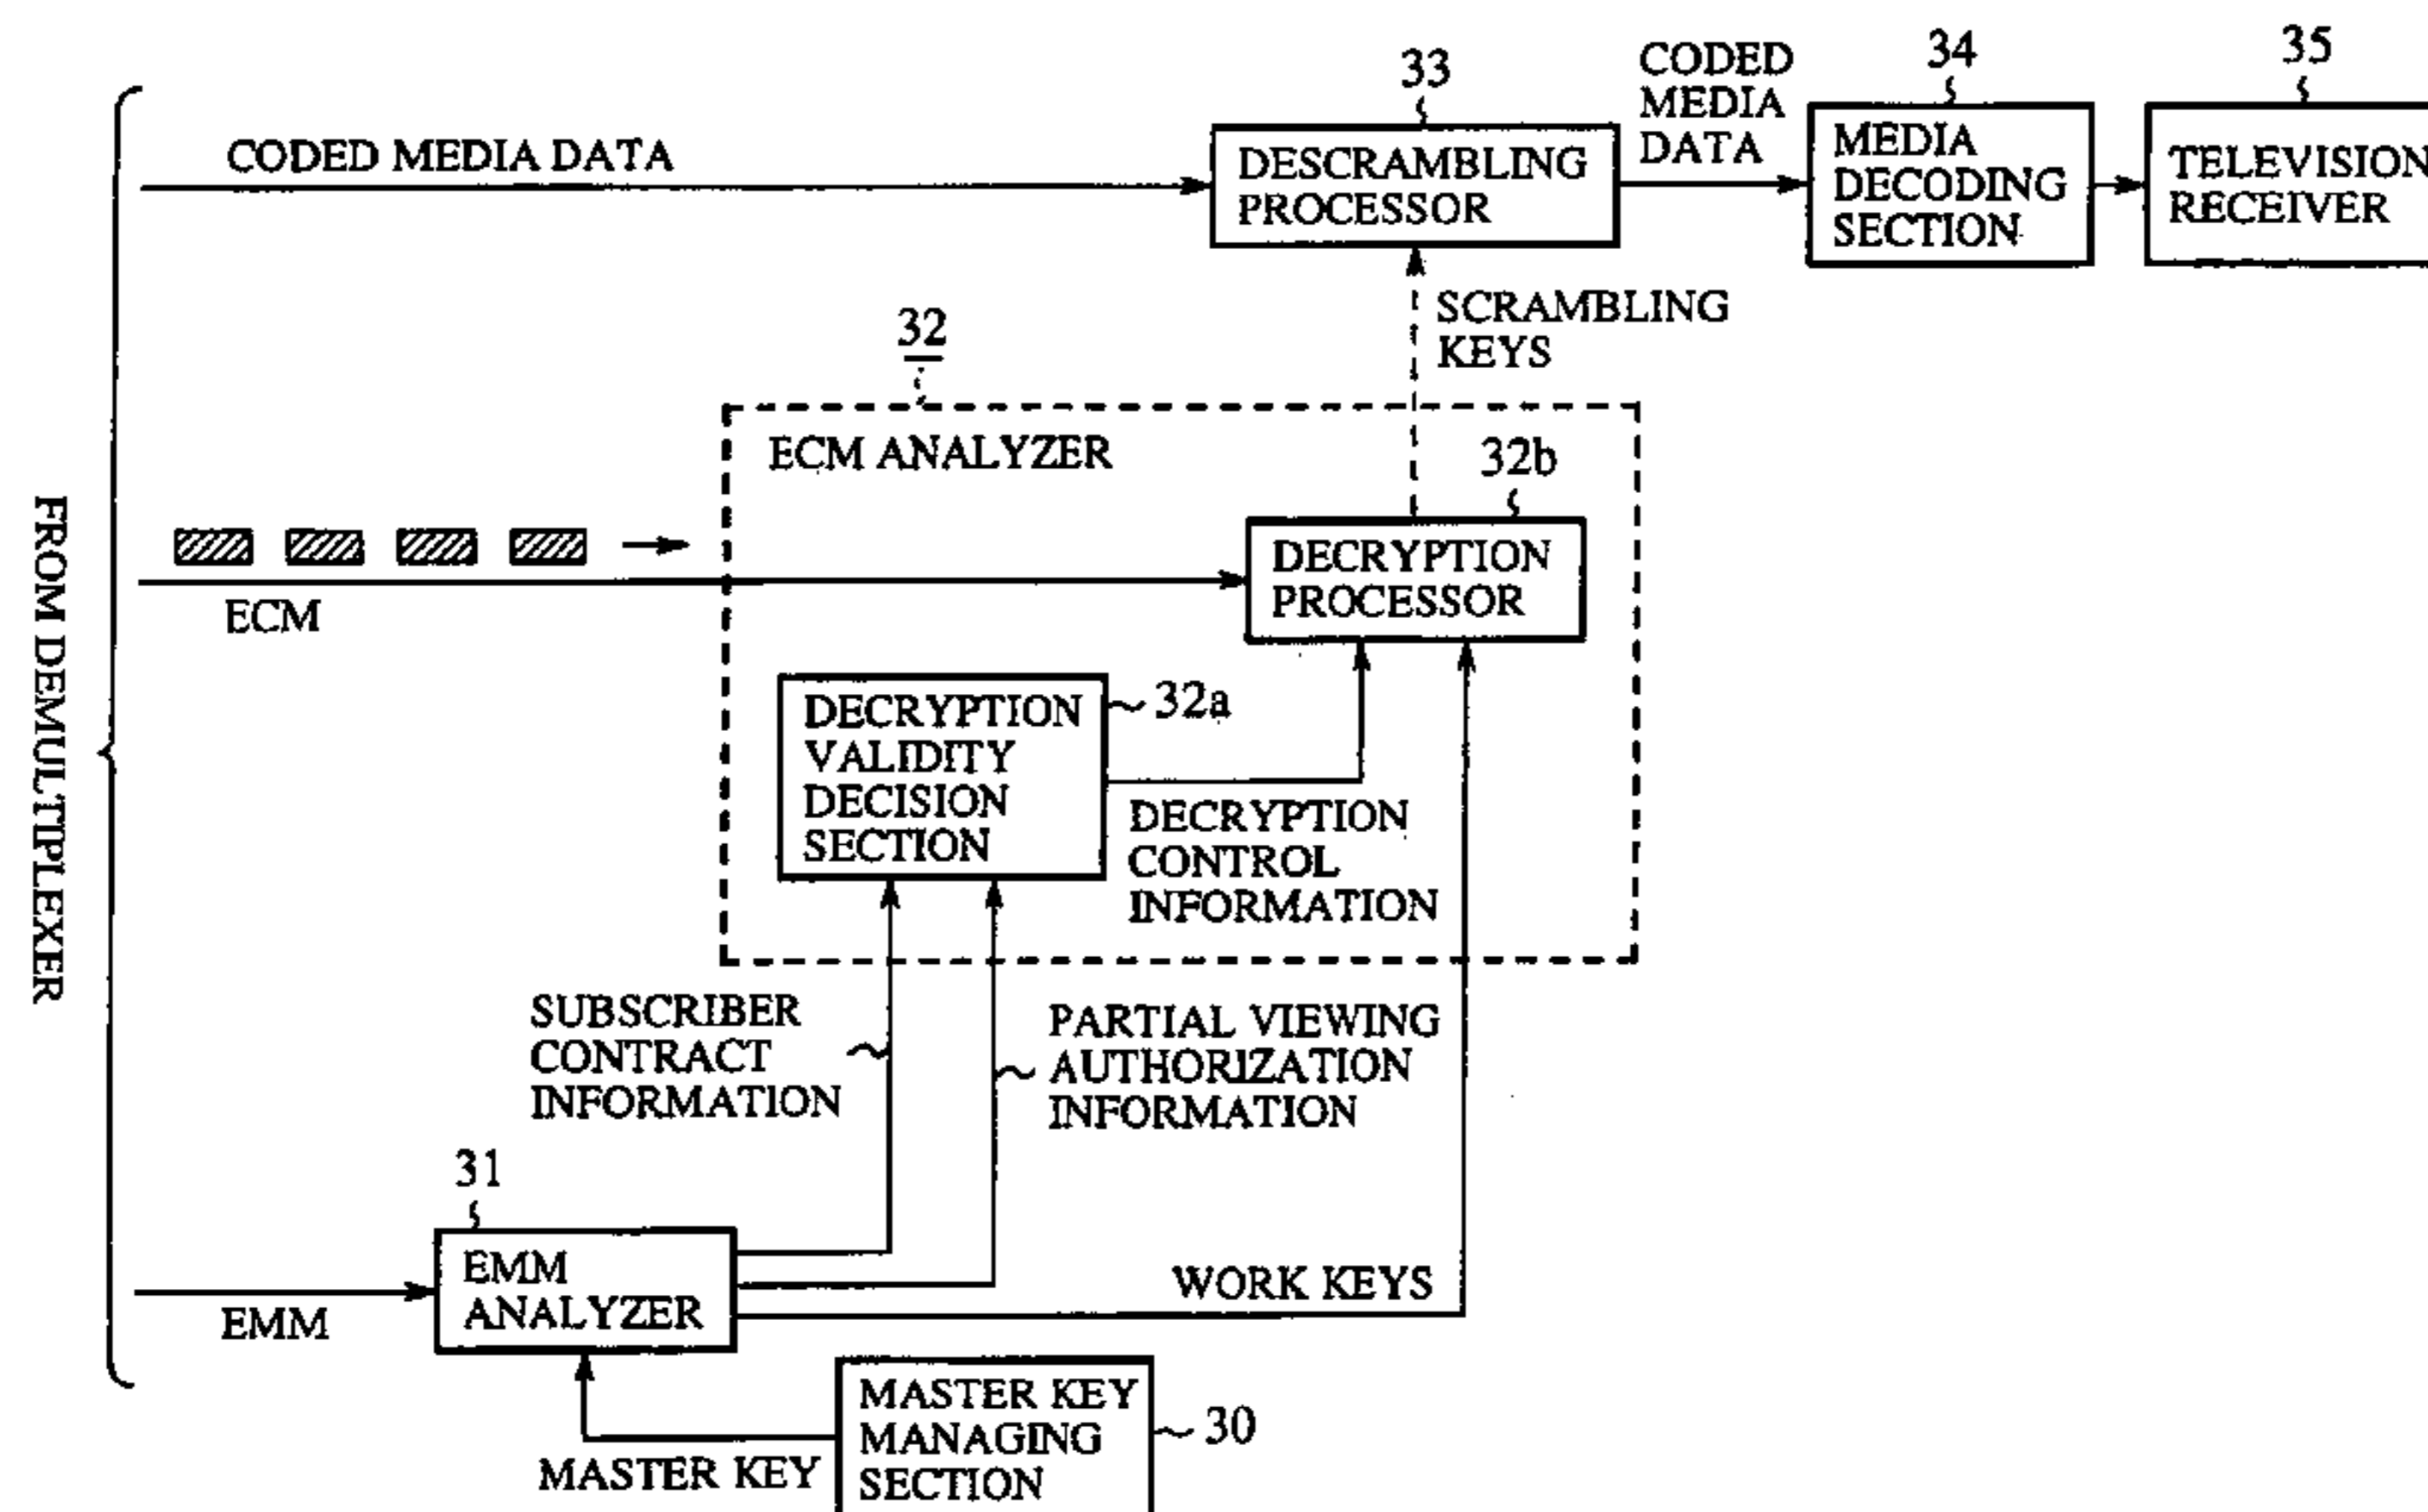 33
CODED
MEDIA
DATA
34
35
CODED MEDIA DATA
DESCRAMBLING
PROCESSOR
MEDIA
DECODING
SECTION
TELEVISION
RECEIVER
SCRAMBLING
KEYS
32
ECM ANALYZER
32b
FROM DEMULTIPLEXER
DECRYPTION
PROCESSOR
ECM
DECRYPTION
VALIDITY
DECISION
SECTION
32a
DECRYPTION
CONTROL
INFORMATION
SUBSCRIBER
CONTRACT
INFORMATION
PARTIAL VIEWING
AUTHORIZATION
INFORMATION
31
EMM
ANALYZER
WORK KEYS
EMM
MASTER KEY
MANAGING
SECTION
30
MASTER KEY